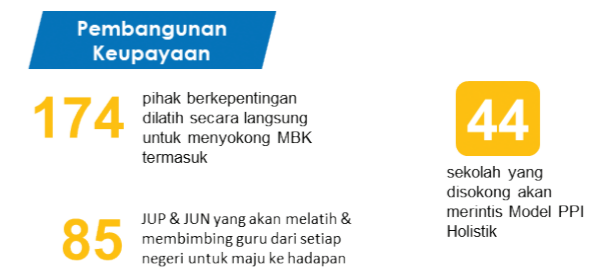 Pembangunan
Keupayaan
174
pihak berkepentingan
dilatih secara langsung
untuk menyokong MBK
termasuk
85
JUP & JUN yang akan melatih &
membimbing guru dari setiap
negeri untuk maju ke hadapan
44
sekolah yang
disokong akan
merintis Model PPI
Holistik